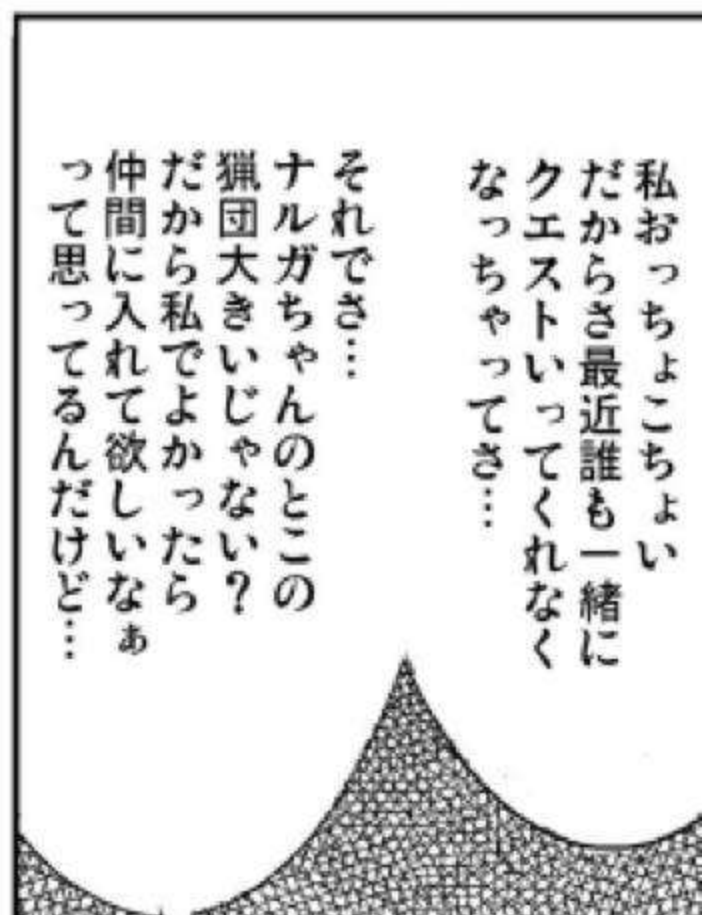 私おっちょこちょい
だからさ最近誰も一緒に
クエストいってくれなく
なっちゃってさ…
それでさ…
ナルガちゃんのとこの
猟団大きいじゃない？
だから私でよかったら
仲間に入れて欲しいなぁ
って思ってるんだけど…